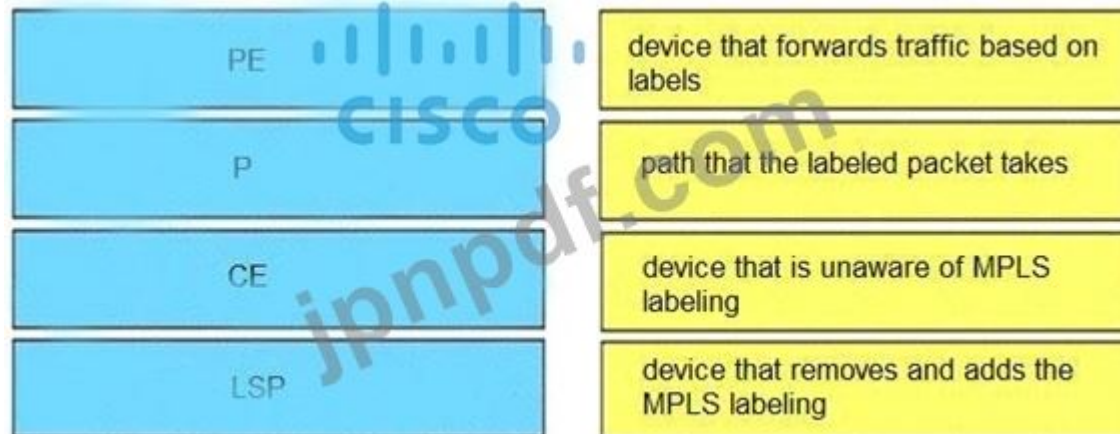 PE
device that forwards traffic based on
labels
CISCO
P
path that the labeled packet takes
CE
device that is unaware of MPLS
labeling
LSP
device that removes and adds the
MPLS labeling
jpnpdf.com